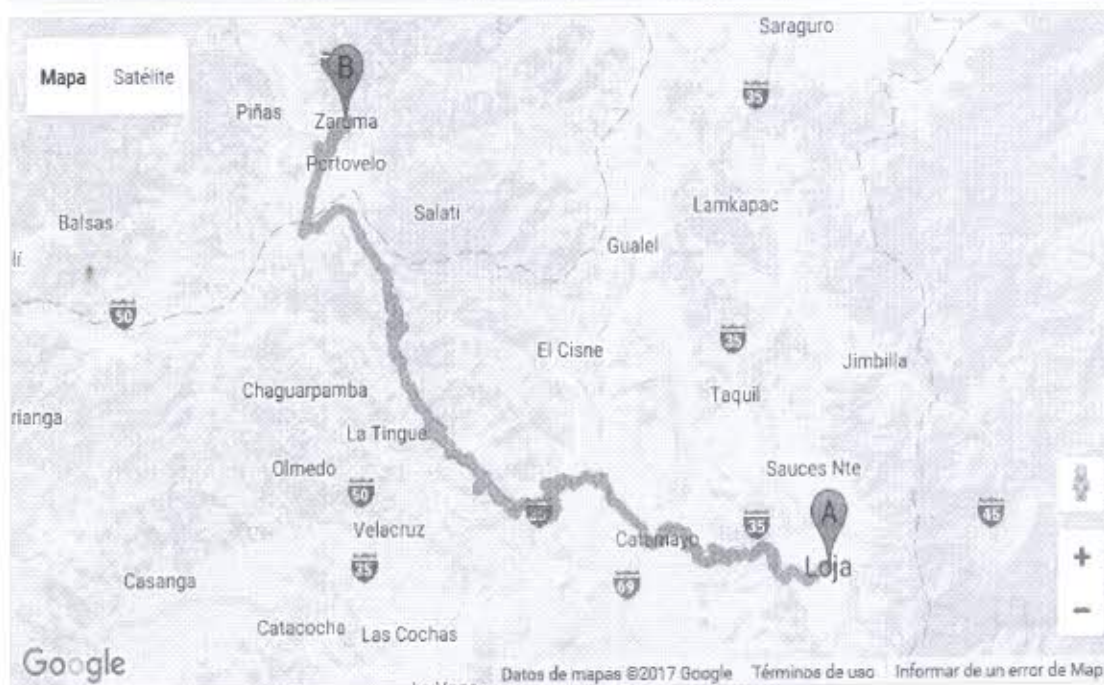 Saraguro
Mapa Satélite
B
35
Piñas
Zaruma
Portovelo
Lamkapac
Salati
Balsas
Gualel
50
35
El Cisne
Jimbilla
Chaguarpamba
Taquil
rianga
La Tingue
Olmedo
Sauces Nte
50
A
35
45
Velacruz
Catamayo
35
Loja
69
Casanga
+
−
Catacocha
Las Cochas
Google
Datos de mapas ©2017 Google Términos de uso Informar de un error de Map